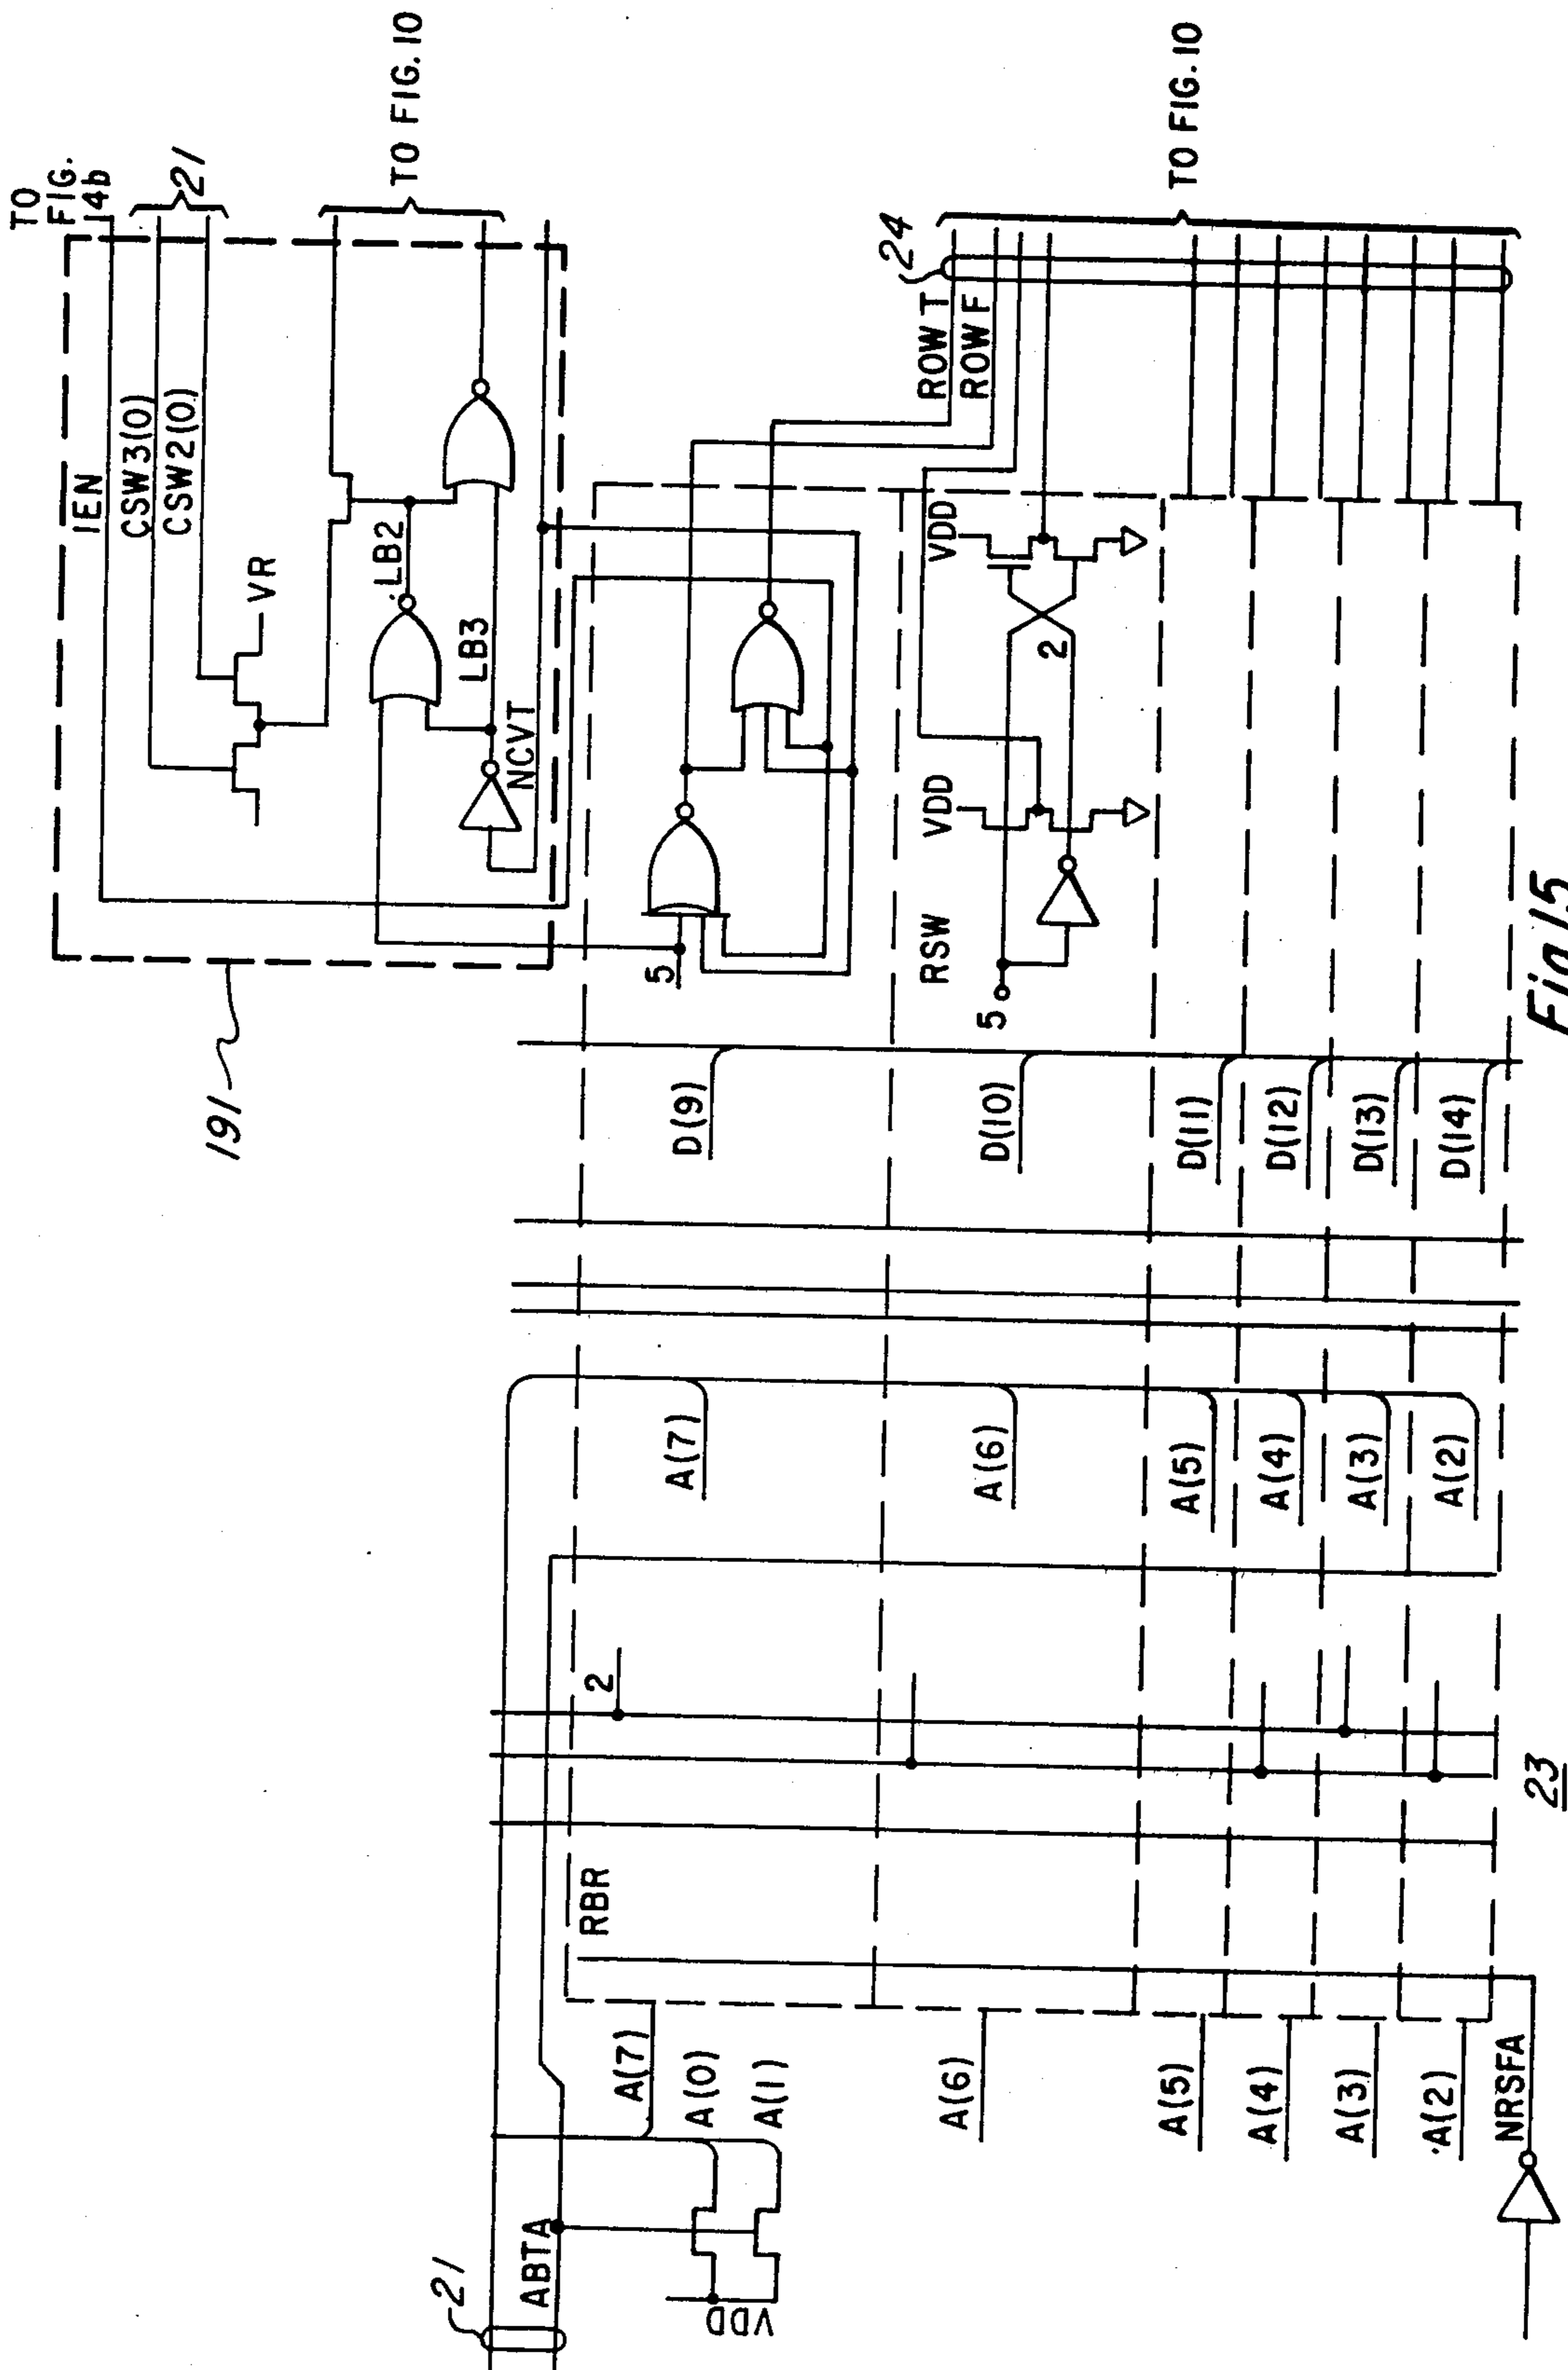 TO
FIG.
14b
21
IEN
CSW3(0)
CSW2(0)
VR
LB2
LB3
NCVT
TO FIG. 10
191
5
24
ROW T
ROW F
VDD
VDD
RSW
5
2
TO FIG. 10
D(9)
D(10)
D(11)
D(12)
D(13)
D(14)
A(7)
A(6)
A(5)
A(4)
A(3)
A(2)
2
RBR
21
ABTA
VDD
A(7)
A(0)
A(1)
A(6)
A(5)
A(4)
A(3)
A(2)
NRSFA
23
Fig. 15